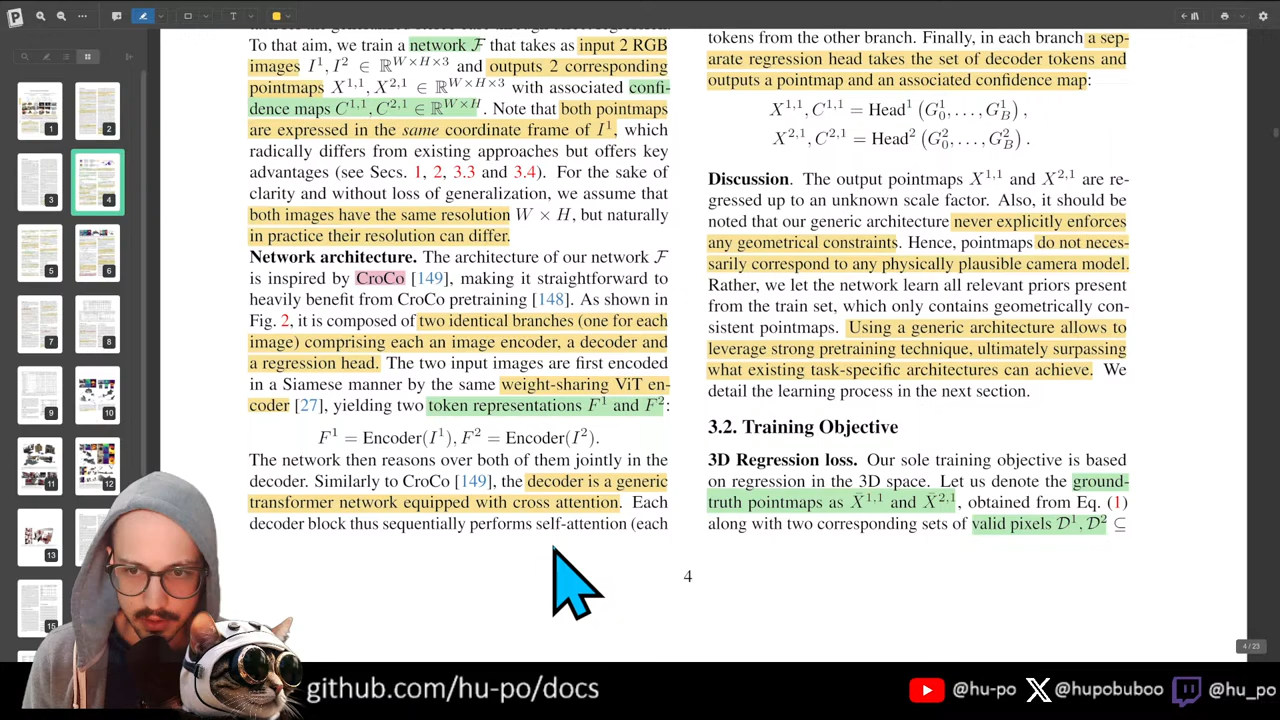 To that aim, we train a network F that takes as input 2 RGB
images I¹, I² ∈ ℝ^{W×H×3} and outputs 2 corresponding
pointmaps X^{1,1}, X^{2,1} ∈ ℝ^{W×H×3} with associated confi-
dence maps C^{1,1}, C^{2,1} ∈ ℝ^{W×H}. Note that both pointmaps
are expressed in the same coordinate frame of I¹, which
radically differs from existing approaches but offers key
advantages (see Secs. 1, 2, 3.3 and 3.4). For the sake of
clarity and without loss of generalization, we assume that
both images have the same resolution W × H, but naturally
in practice their resolution can differ.
Network architecture. The architecture of our network F
is inspired by CroCo [149], making it straightforward to
heavily benefit from CroCo pretraining [148]. As shown in
Fig. 2, it is composed of two identical branches (one for each
image) comprising each an image encoder, a decoder and
a regression head. The two input images are first encoded
in a Siamese manner by the same weight-sharing ViT en-
coder [27], yielding two token representations F¹ and F²:
F¹ = Encoder(I¹), F² = Encoder(I²).
The network then reasons over both of them jointly in the
decoder. Similarly to CroCo [149], the decoder is a generic
transformer network equipped with cross attention. Each
decoder block thus sequentially performs self-attention (each
tokens from the other branch. Finally, in each branch a sep-
arate regression head takes the set of decoder tokens and
outputs a pointmap and an associated confidence map:
X^{1,1}, C^{1,1} = Head¹ (G₀¹, . . . , G_B¹) ,
X^{2,1}, C^{2,1} = Head² (G₀², . . . , G_B²) .
Discussion. The output pointmaps X^{1,1} and X^{2,1} are re-
gressed up to an unknown scale factor. Also, it should be
noted that our generic architecture never explicitly enforces
any geometrical constraints. Hence, pointmaps do not neces-
sarily correspond to any physically plausible camera model.
Rather, we let the network learn all relevant priors present
from the train set, which only contains geometrically con-
sistent pointmaps. Using a generic architecture allows to
leverage strong pretraining technique, ultimately surpassing
what existing task-specific architectures can achieve. We
detail the learning process in the next section.
3.2. Training Objective
3D Regression loss. Our sole training objective is based
on regression in the 3D space. Let us denote the ground-
truth pointmaps as X̄^{1,1} and X̄^{2,1}, obtained from Eq. (1)
along with two corresponding sets of valid pixels D¹, D² ⊆
4
4 / 23
1
2
3
4
5
6
7
8
9
10
11
12
13
15
github.com/hu-po/docs
@hu-po
@hupobuboo
@hu_po